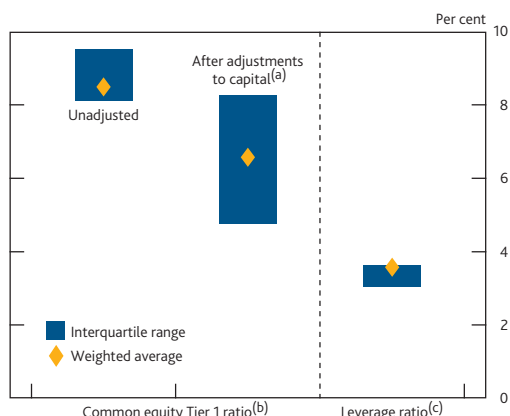 Per cent
10
After adjustments
to capital(a)
Unadjusted
8
6
4
Interquartile range
2
Weighted average
0
Common equity Tier 1 ratio(b)
Leverage ratio(c)